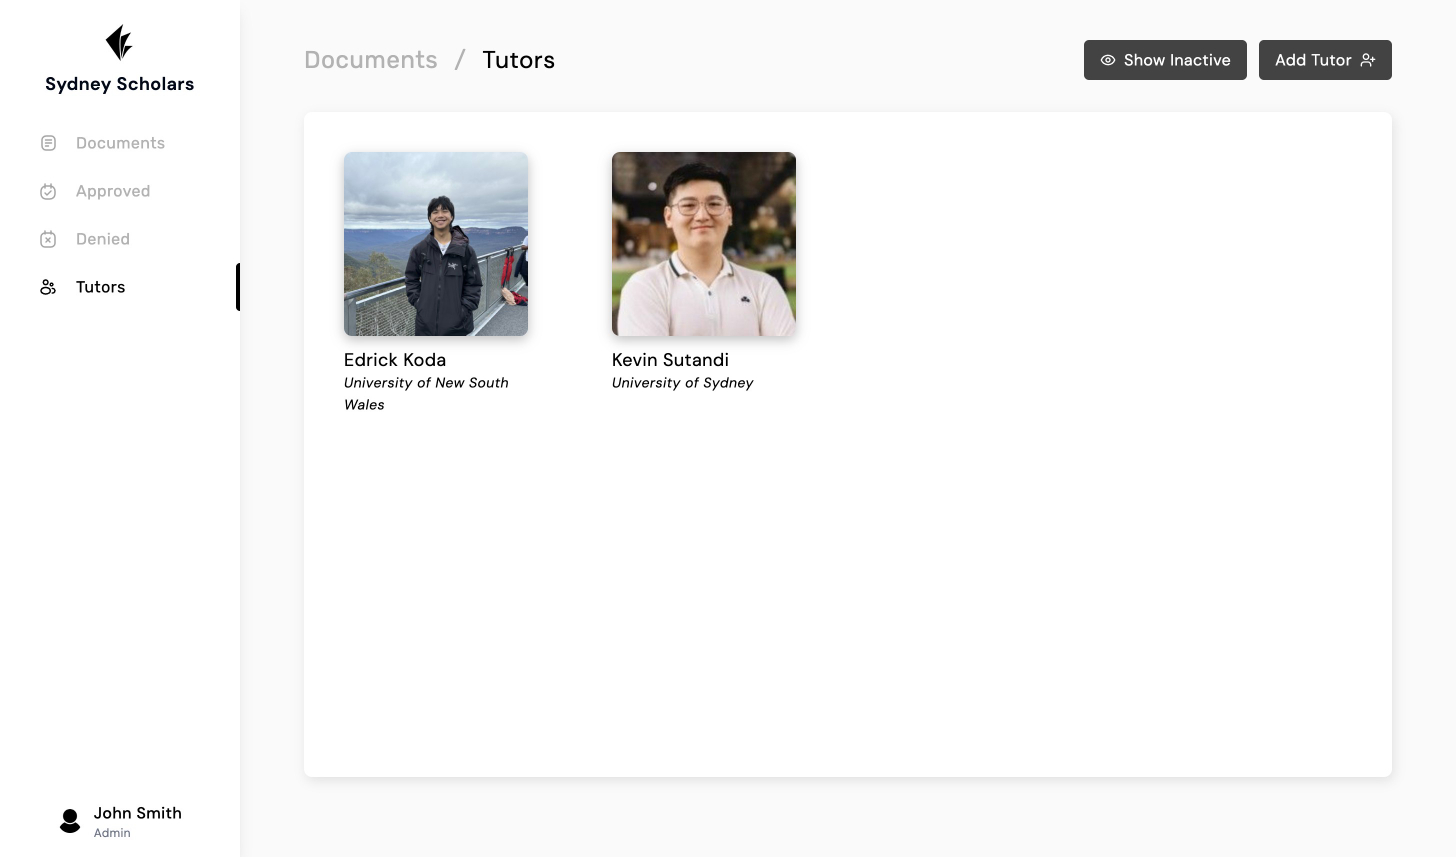 Sydney Scholars
Documents
Approved
Denied
Tutors
John Smith
Admin
Documents / Tutors
Show Inactive
Add Tutor
Edrick Koda
University of New South
Wales
Kevin Sutandi
University of Sydney